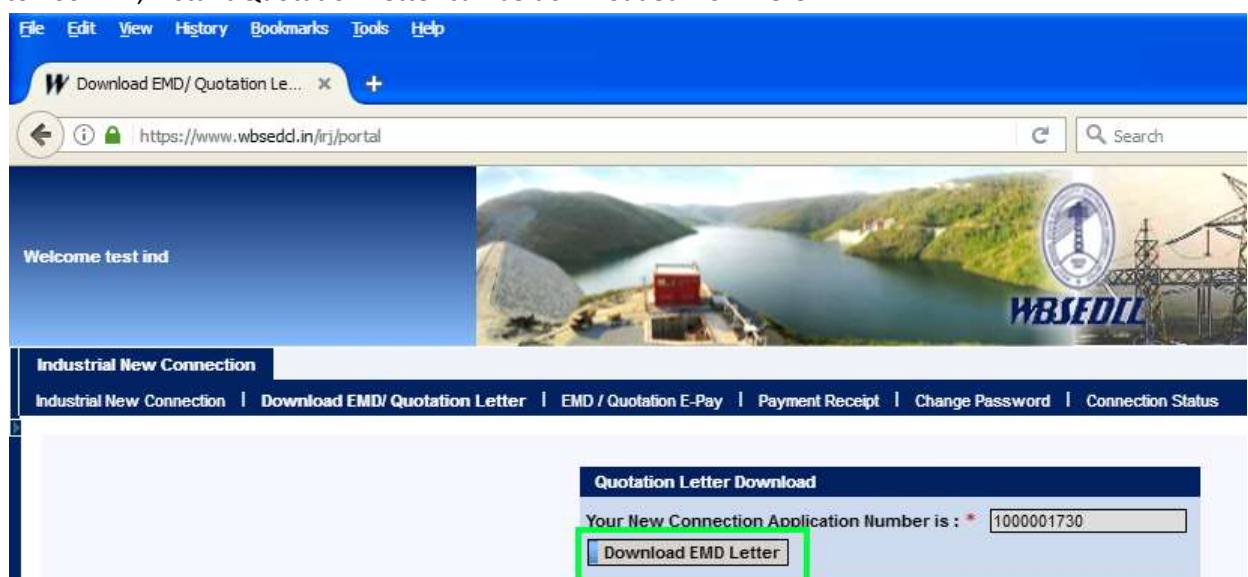 File Edit View History Bookmarks Tools Help
Download EMD/ Quotation Le... × +
https://www.wbsedcl.in/irj/portal Search
Welcome test ind
WBSEDCL
Industrial New Connection
Industrial New Connection | Download EMD/ Quotation Letter | EMD / Quotation E-Pay | Payment Receipt | Change Password | Connection Status
Quotation Letter Download
Your New Connection Application Number is : * 1000001730
Download EMD Letter